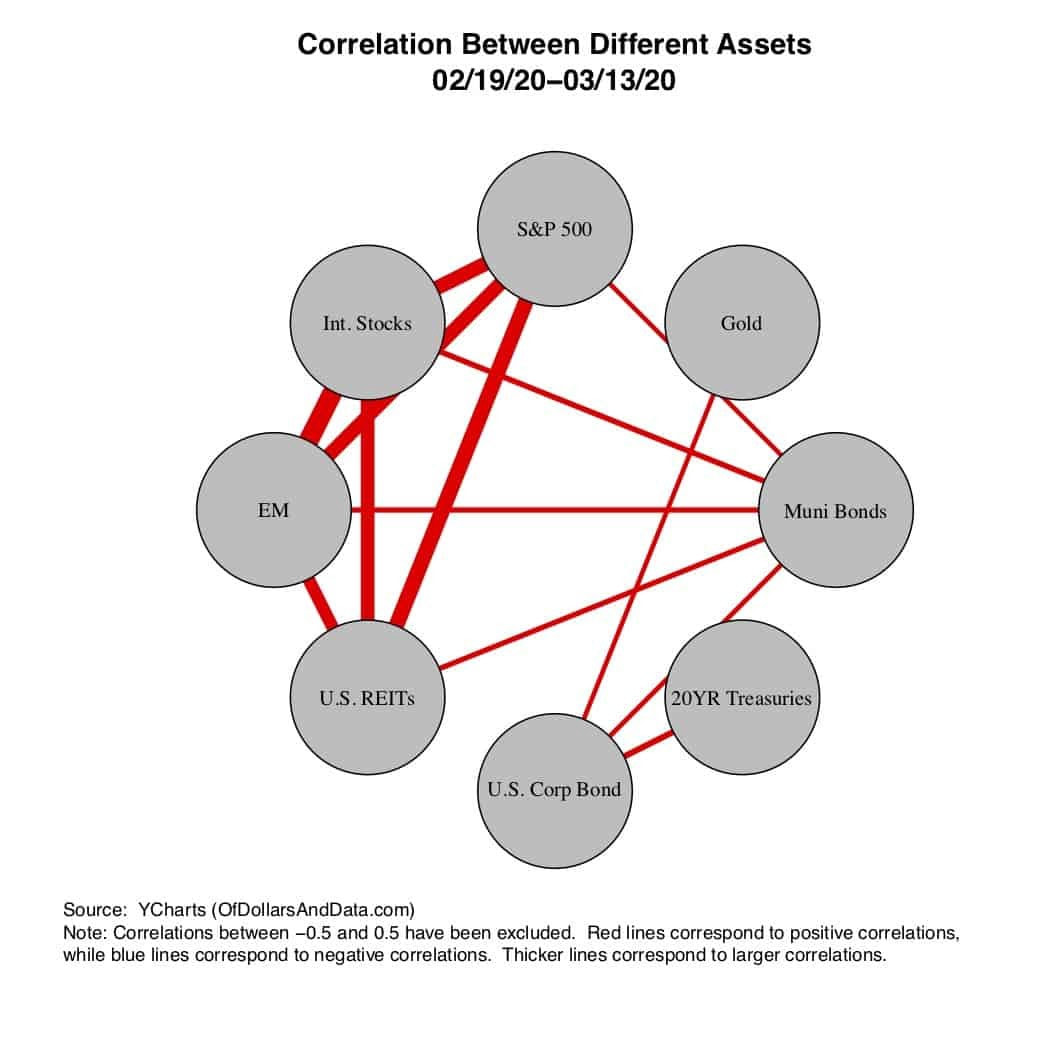 Correlation Between Different Assets
02/19/20−03/13/20
S&P 500
Int. Stocks
Gold
EM
Muni Bonds
U.S. REITs
20YR Treasuries
U.S. Corp Bond
Source:  YCharts (OfDollarsAndData.com)
Note: Correlations between −0.5 and 0.5 have been excluded.  Red lines correspond to positive correlations,
while blue lines correspond to negative correlations.  Thicker lines correspond to larger correlations.